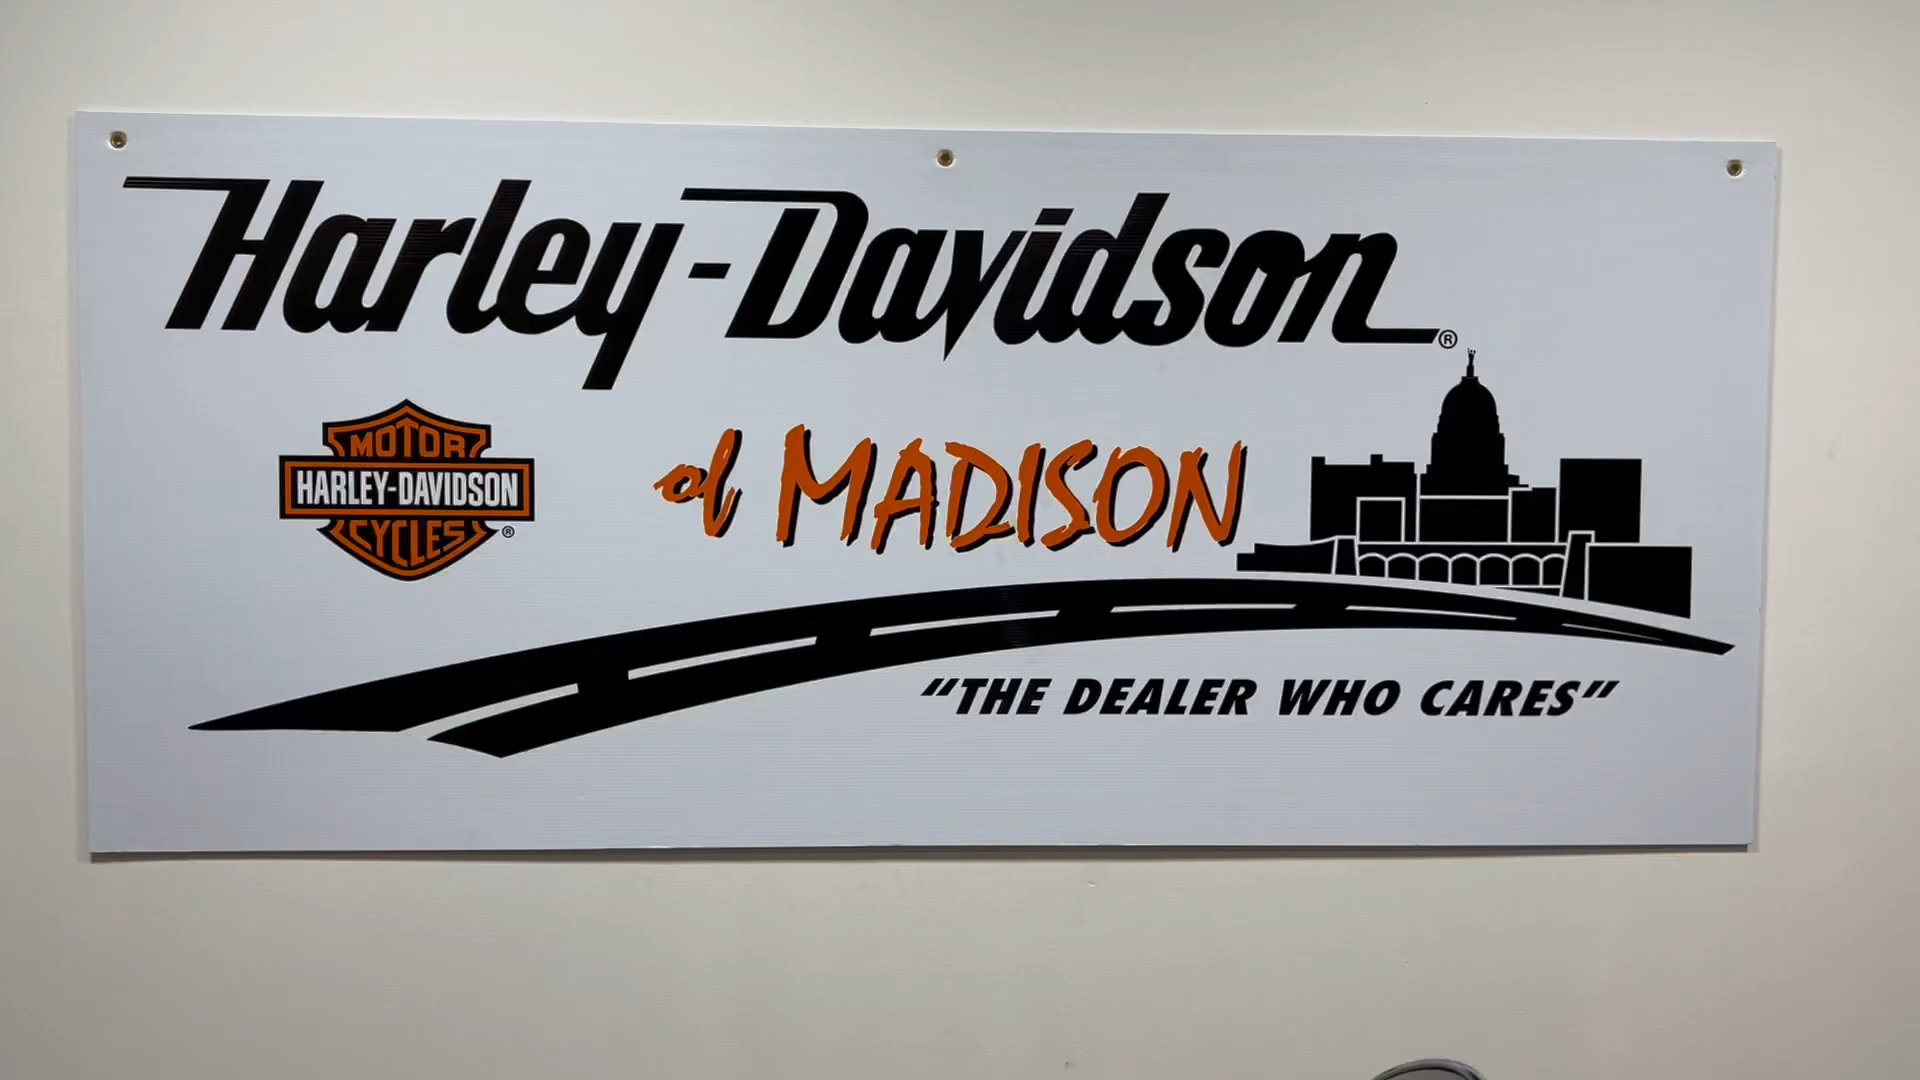 Harley-Davidson®
MOTOR
HARLEY-DAVIDSON
CYCLES®
of MADISON
"THE DEALER WHO CARES"